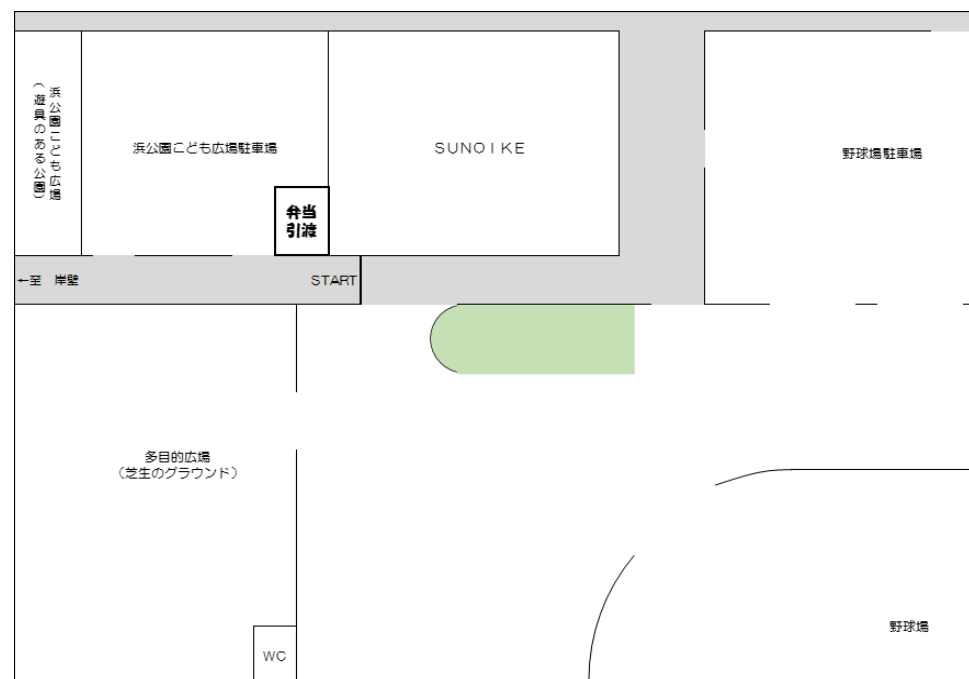 浜公園こども広場
(遊具のある公園)
浜公園こども広場駐車場
SUNOIKE
野球場駐車場
弁当
引渡
←至 岸壁
START
多目的広場
(芝生のグラウンド)
野球場
WC